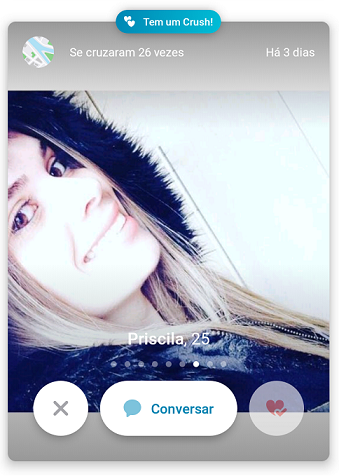 Tem um Crush!
Se cruzaram 26 vezes
Há 3 dias
Priscila, 25
Conversar